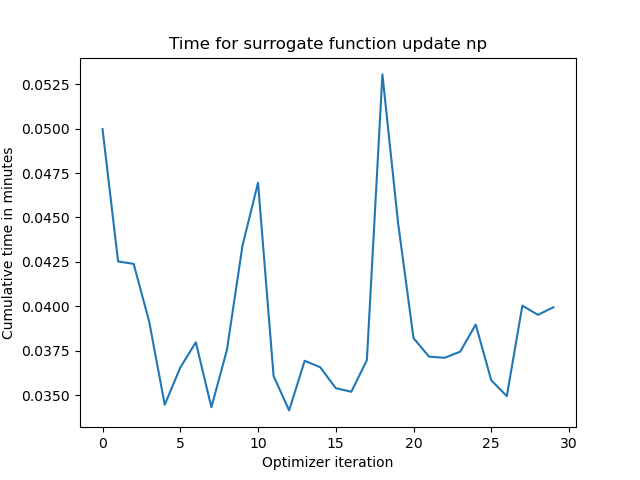 Time for surrogate function update np
Cumulative time in minutes
0.0525
0.0500
0.0475
0.0450
0.0425
0.0400
0.0375
0.0350
0 5 10 15 20 25 30
Optimizer iteration